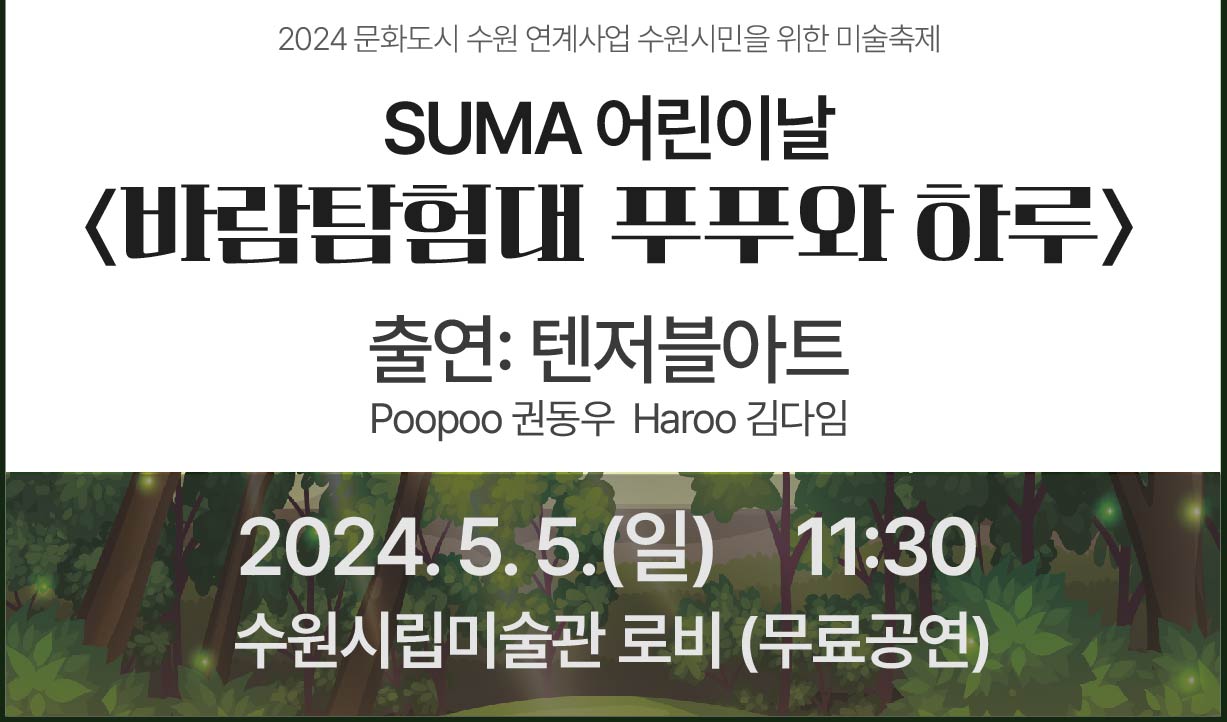 2024 문화도시 수원 연계사업 수원시민을 위한 미술축제
SUMA 어린이날
<바람탐험대 푸푸와 하루>
출연: 텐저블아트
Poopoo 권동우 Haroo 김다임
2024. 5. 5.(일) 11:30
수원시립미술관 로비 (무료공연)